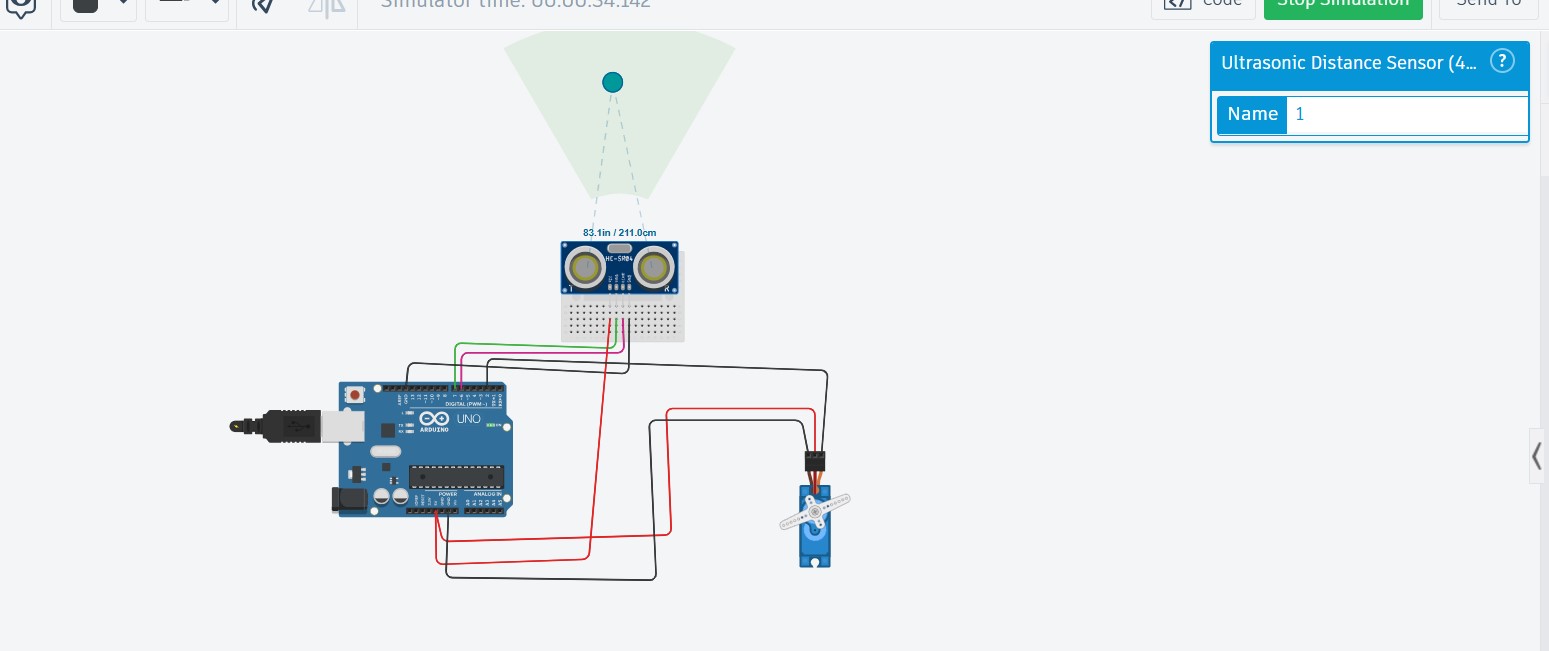 Simulator time: 00:00:34.142
Code
Stop Simulation
Send To
Ultrasonic Distance Sensor (4...
?
Name
1
83.1in / 211.0cm
HC-SR04
T
R
DIGITAL (PWM~)
UNO
ARDUINO
POWER
ANALOG IN